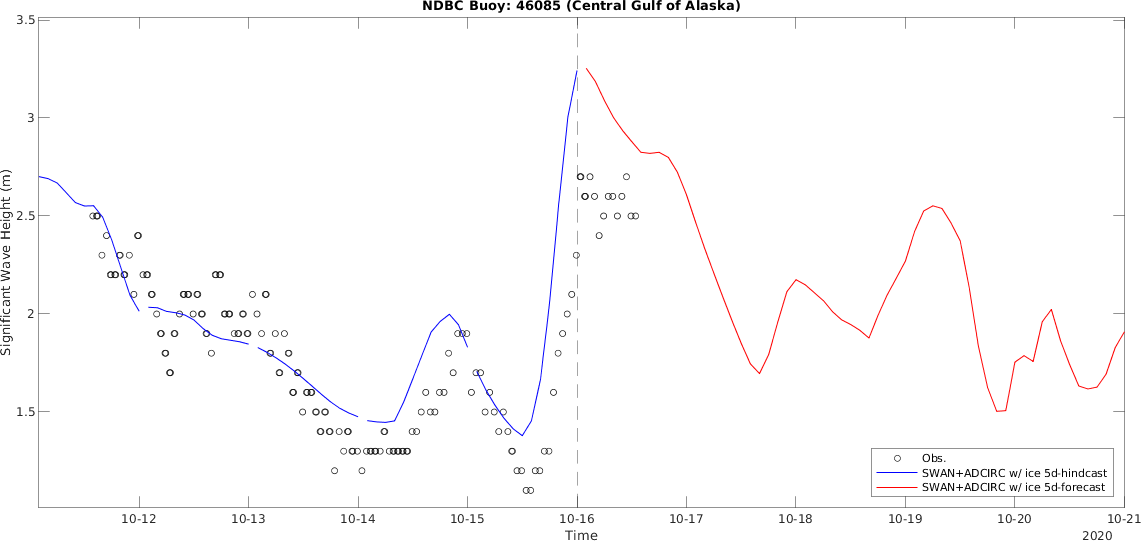 NDBC Buoy: 46085 (Central Gulf of Alaska)
3.5
3
2.5
2
1.5
Significant Wave Height (m)
Obs.
SWAN+ADCIRC w/ ice 5d-hindcast
SWAN+ADCIRC w/ ice 5d-forecast
10-12 10-13 10-14 10-15 10-16 10-17 10-18 10-19 10-20 10-21
Time
2020